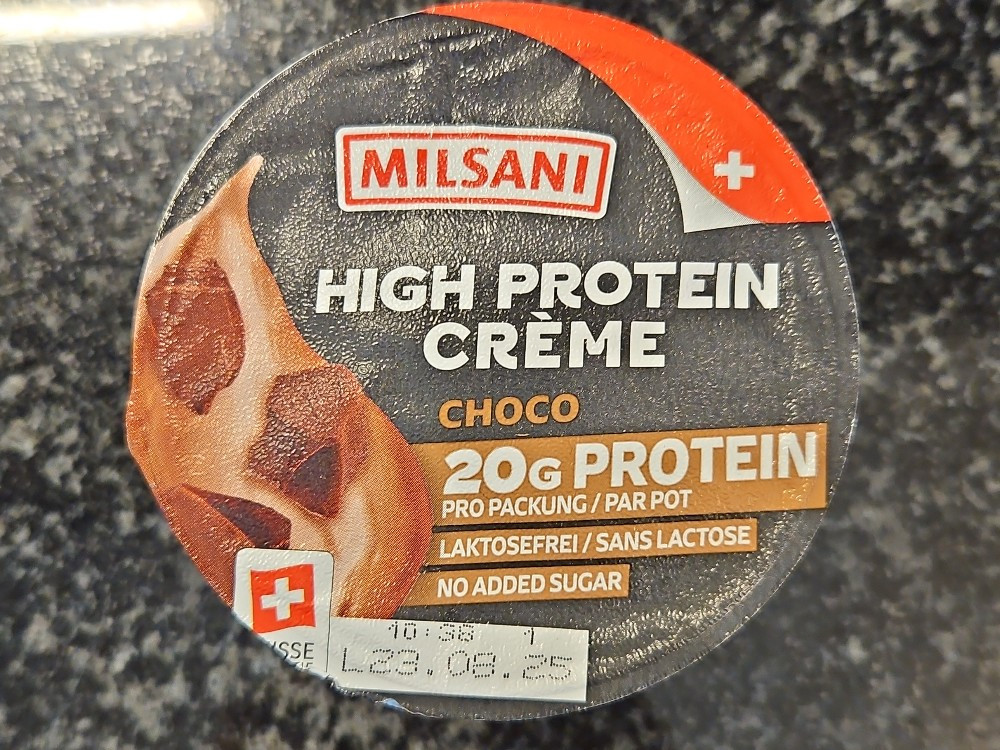 MILSANI
HIGH PROTEIN
CRÈME
CHOCO
20G PROTEIN
PRO PACKUNG / PAR POT
LAKTOSEFREI / SANS LACTOSE
NO ADDED SUGAR
10:38 1
L23.08.25